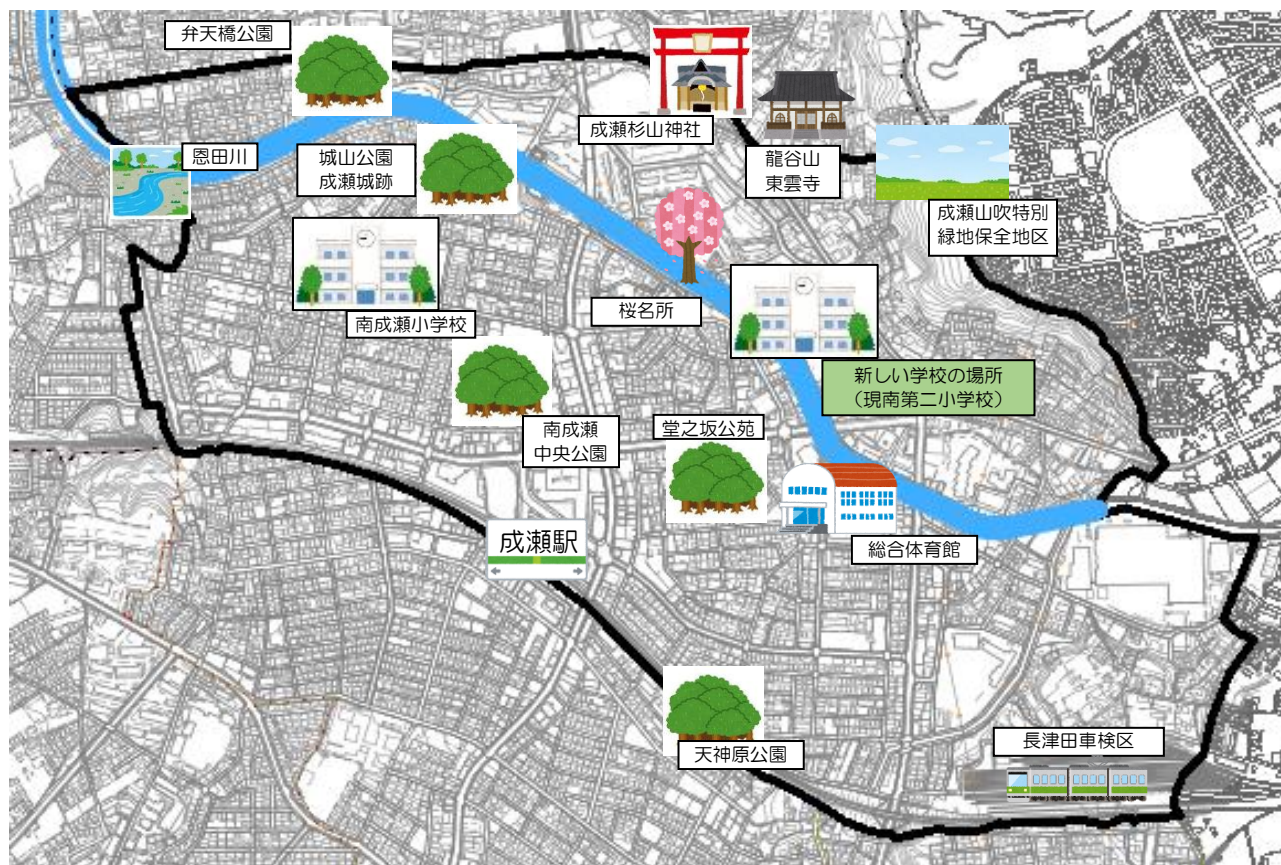 弁天橋公園
成瀬杉山神社
恩田川
城山公園
成瀬城跡
龍谷山
東雲寺
成瀬山吹特別
緑地保全地区
南成瀬小学校
桜名所
新しい学校の場所
（現南第二小学校）
南成瀬
中央公園
堂之坂公苑
成瀬駅
総合体育館
天神原公園
長津田車検区